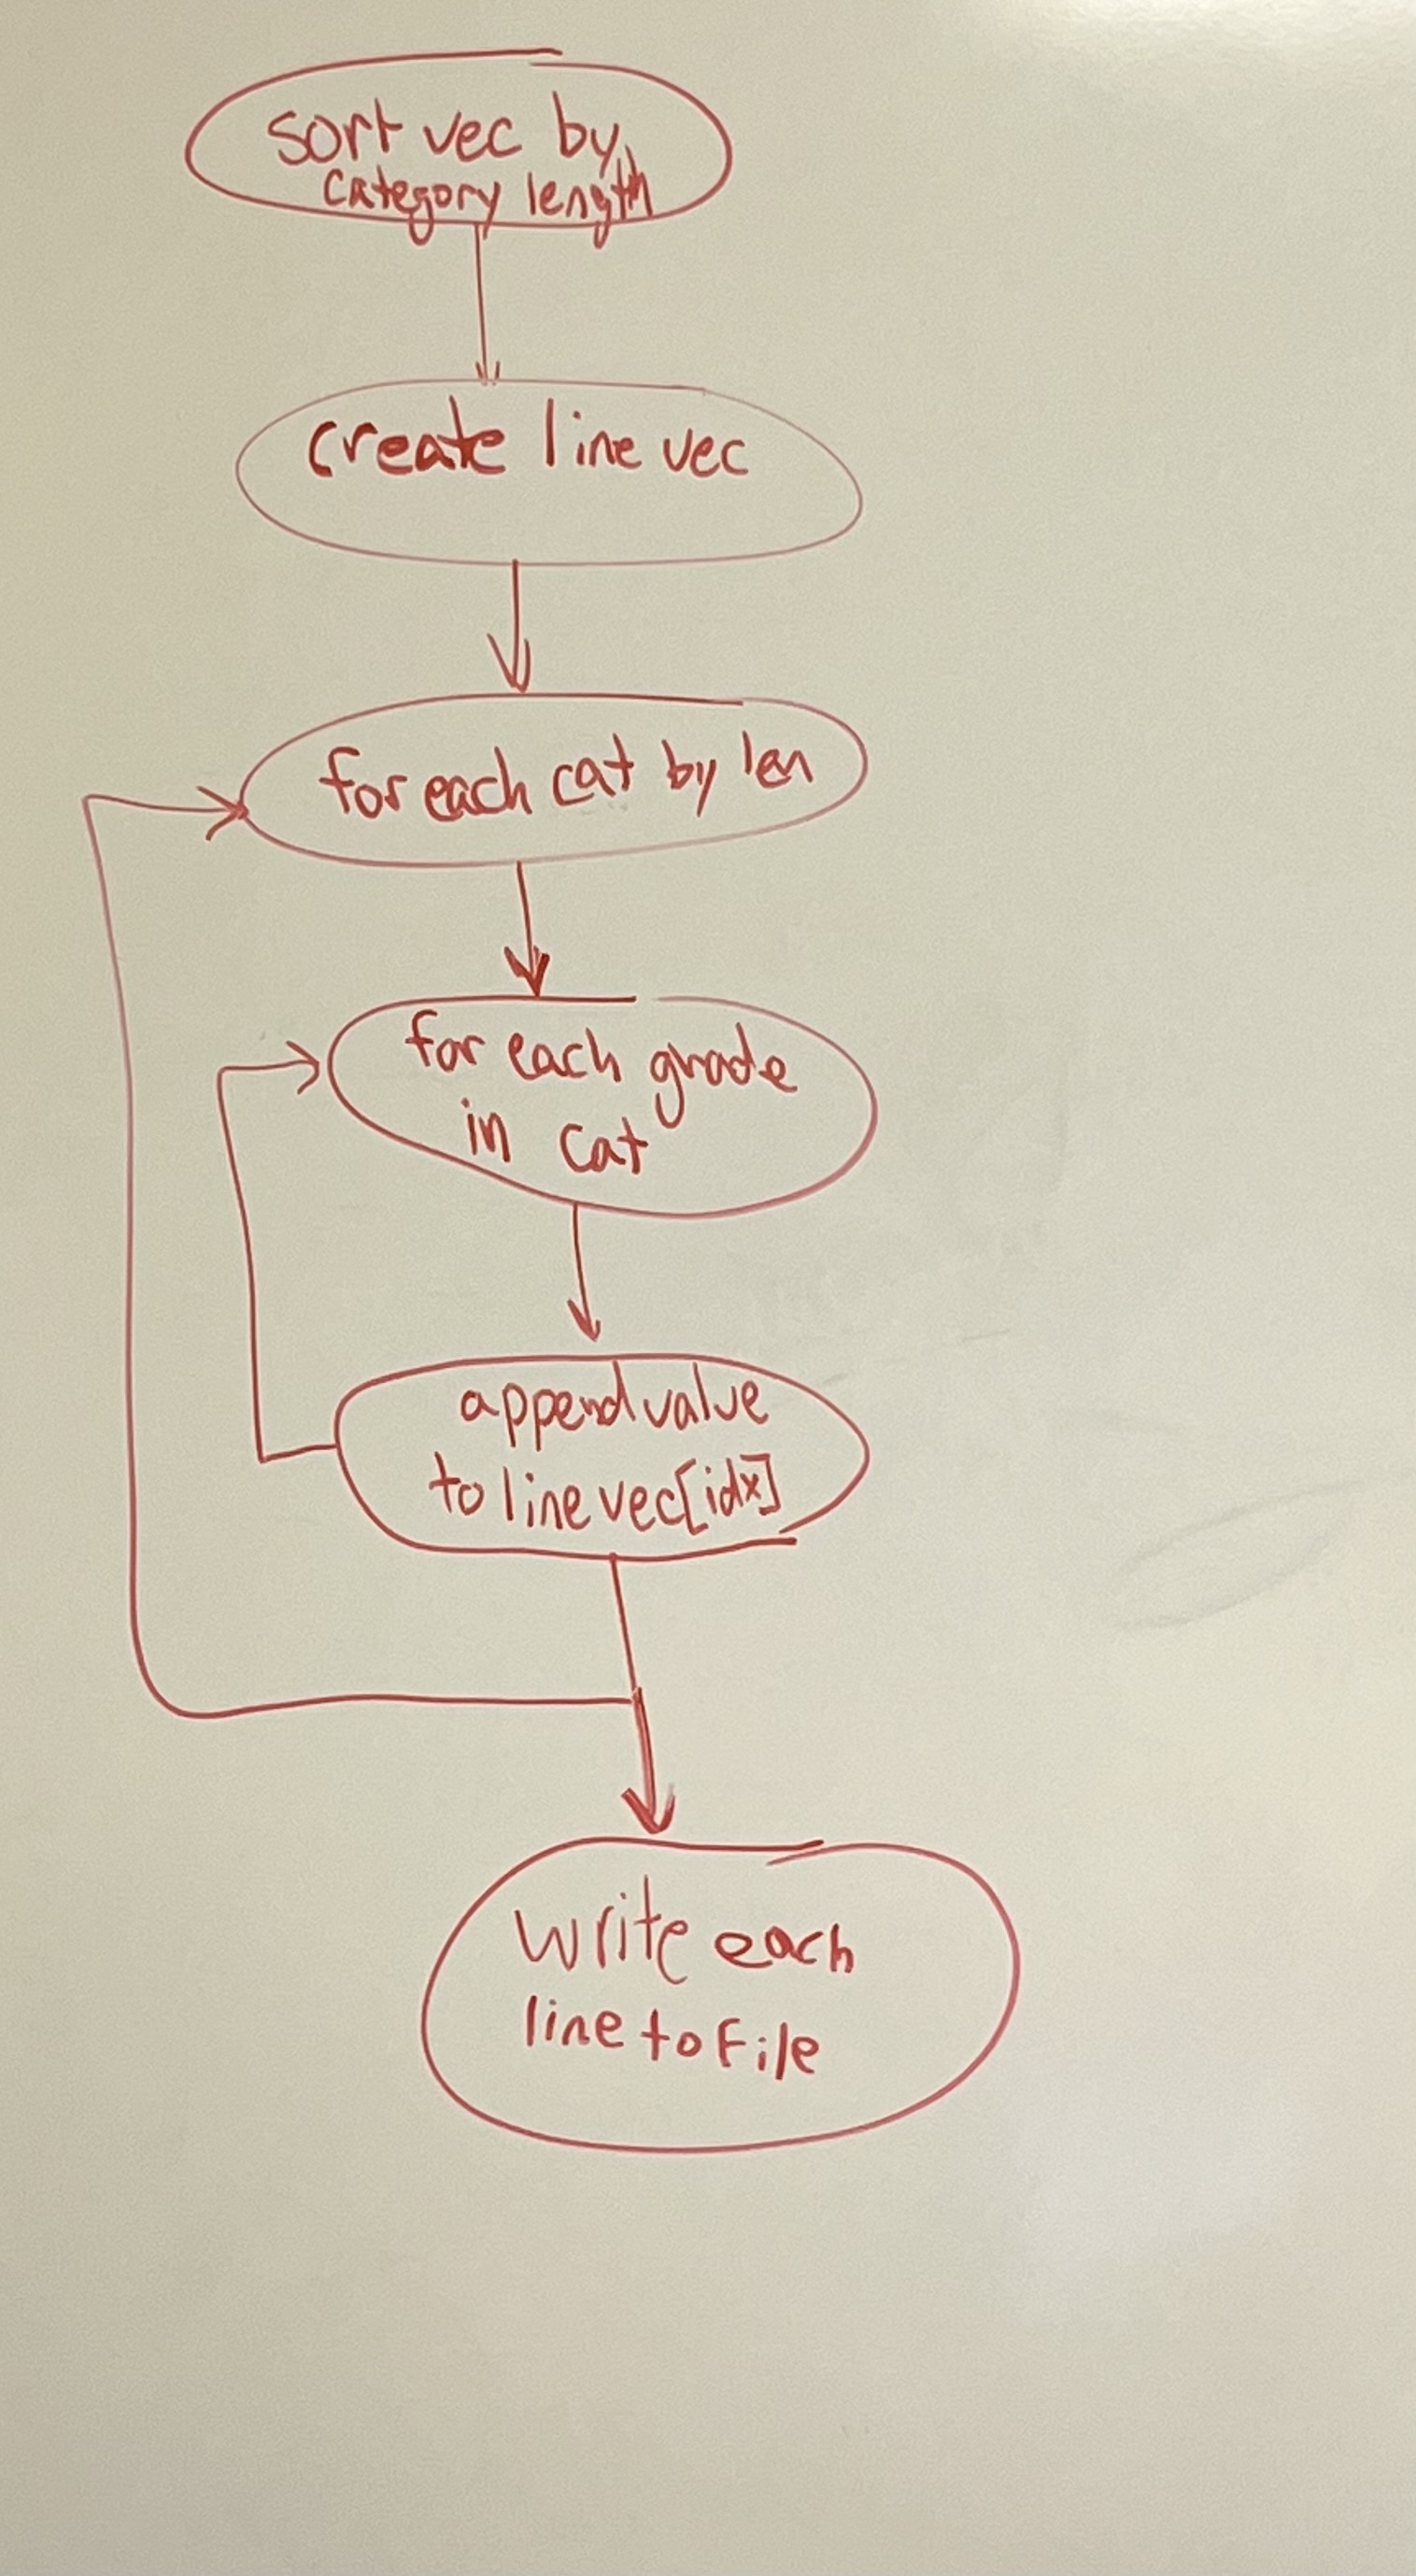 sort vec by
category length
create line vec
for each cat by len
for each grade
in cat
append value
to line vec[idx]
write each
line to File